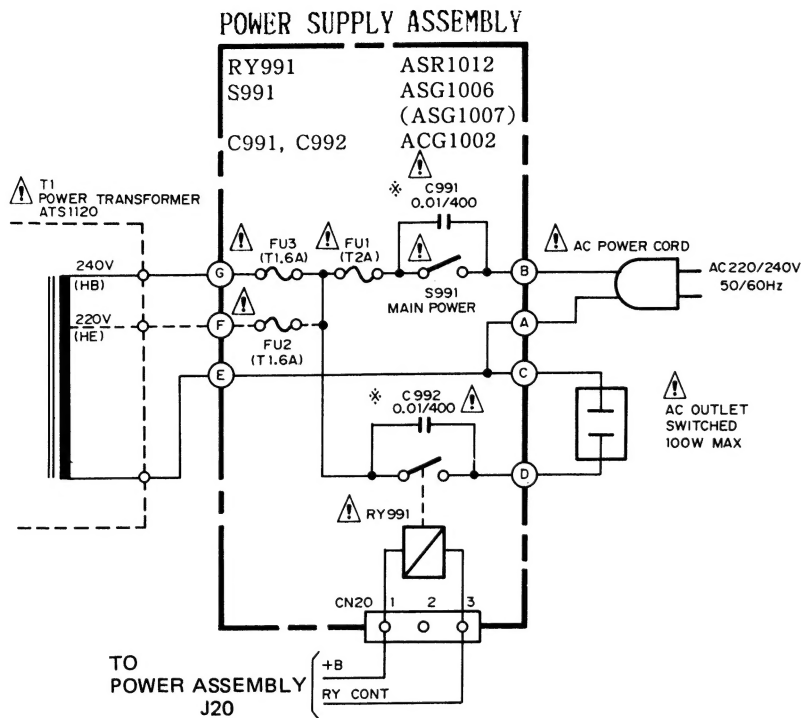 POWER SUPPLY ASSEMBLY
RY991 ASR1012
S991 ASG1006
(ASG1007)
C991, C992 ACG1002
T1
POWER TRANSFORMER
ATS1120
※ C991
0.01/400
FU3
(T1.6A)
FU1
(T2A)
AC POWER CORD
240V
(HB)
G
B
AC220/240V
50/60Hz
S991
MAIN POWER
220V
(HE)
F
A
FU2
(T1.6A)
E
C
※ C992
0.01/400
AC OUTLET
SWITCHED
100W MAX
D
RY991
CN20 1 2 3
TO
POWER ASSEMBLY
J20
+B
RY CONT